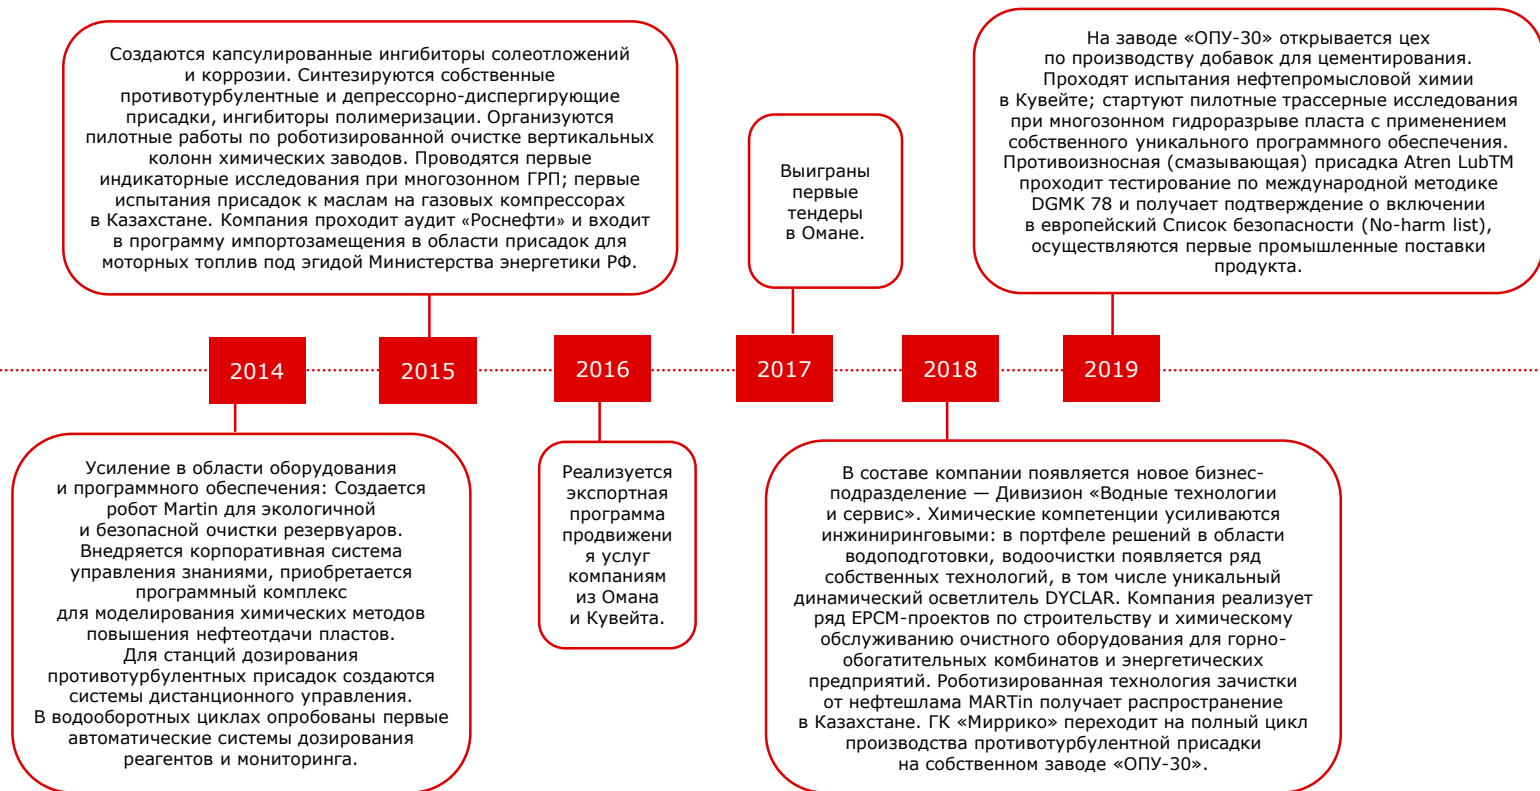 Создаются капсулированные ингибиторы солеотложений
и коррозии. Синтезируются собственные
противотурбулентные и депрессорно-диспергирующие
присадки, ингибиторы полимеризации. Организуются
пилотные работы по роботизированной очистке вертикальных
колонн химических заводов. Проводятся первые
индикаторные исследования при многозонном ГРП; первые
испытания присадок к маслам на газовых компрессорах
в Казахстане. Компания проходит аудит «Роснефти» и входит
в программу импортозамещения в области присадок для
моторных топлив под эгидой Министерства энергетики РФ.
Выиграны
первые
тендеры
в Омане.
На заводе «ОПУ-30» открывается цех
по производству добавок для цементирования.
Проходят испытания нефтепромысловой химии
в Кувейте; стартуют пилотные трассерные исследования
при многозонном гидроразрыве пласта с применением
собственного уникального программного обеспечения.
Противоизносная (смазывающая) присадка Atren LubTM
проходит тестирование по международной методике
DGMK 78 и получает подтверждение о включении
в европейский Список безопасности (No-harm list),
осуществляются первые промышленные поставки
продукта.
2014
2015
2016
2017
2018
2019
Усиление в области оборудования
и программного обеспечения: Создается
робот Martin для экологичной
и безопасной очистки резервуаров.
Внедряется корпоративная система
управления знаниями, приобретается
программный комплекс
для моделирования химических методов
повышения нефтеотдачи пластов.
Для станций дозирования
противотурбулентных присадок создаются
системы дистанционного управления.
В водооборотных циклах опробованы первые
автоматические системы дозирования
реагентов и мониторинга.
Реализуется
экспортная
программа
продвижени
я услуг
компаниям
из Омана
и Кувейта.
В составе компании появляется новое бизнес-
подразделение — Дивизион «Водные технологии
и сервис». Химические компетенции усиливаются
инжиниринговыми: в портфеле решений в области
водоподготовки, водоочистки появляется ряд
собственных технологий, в том числе уникальный
динамический осветлитель DYCLAR. Компания реализует
ряд EPCM-проектов по строительству и химическому
обслуживанию очистного оборудования для горно-
обогатительных комбинатов и энергетических
предприятий. Роботизированная технология зачистки
от нефтешлама MARTin получает распространение
в Казахстане. ГК «Миррико» переходит на полный цикл
производства противотурбулентной присадки
на собственном заводе «ОПУ-30».